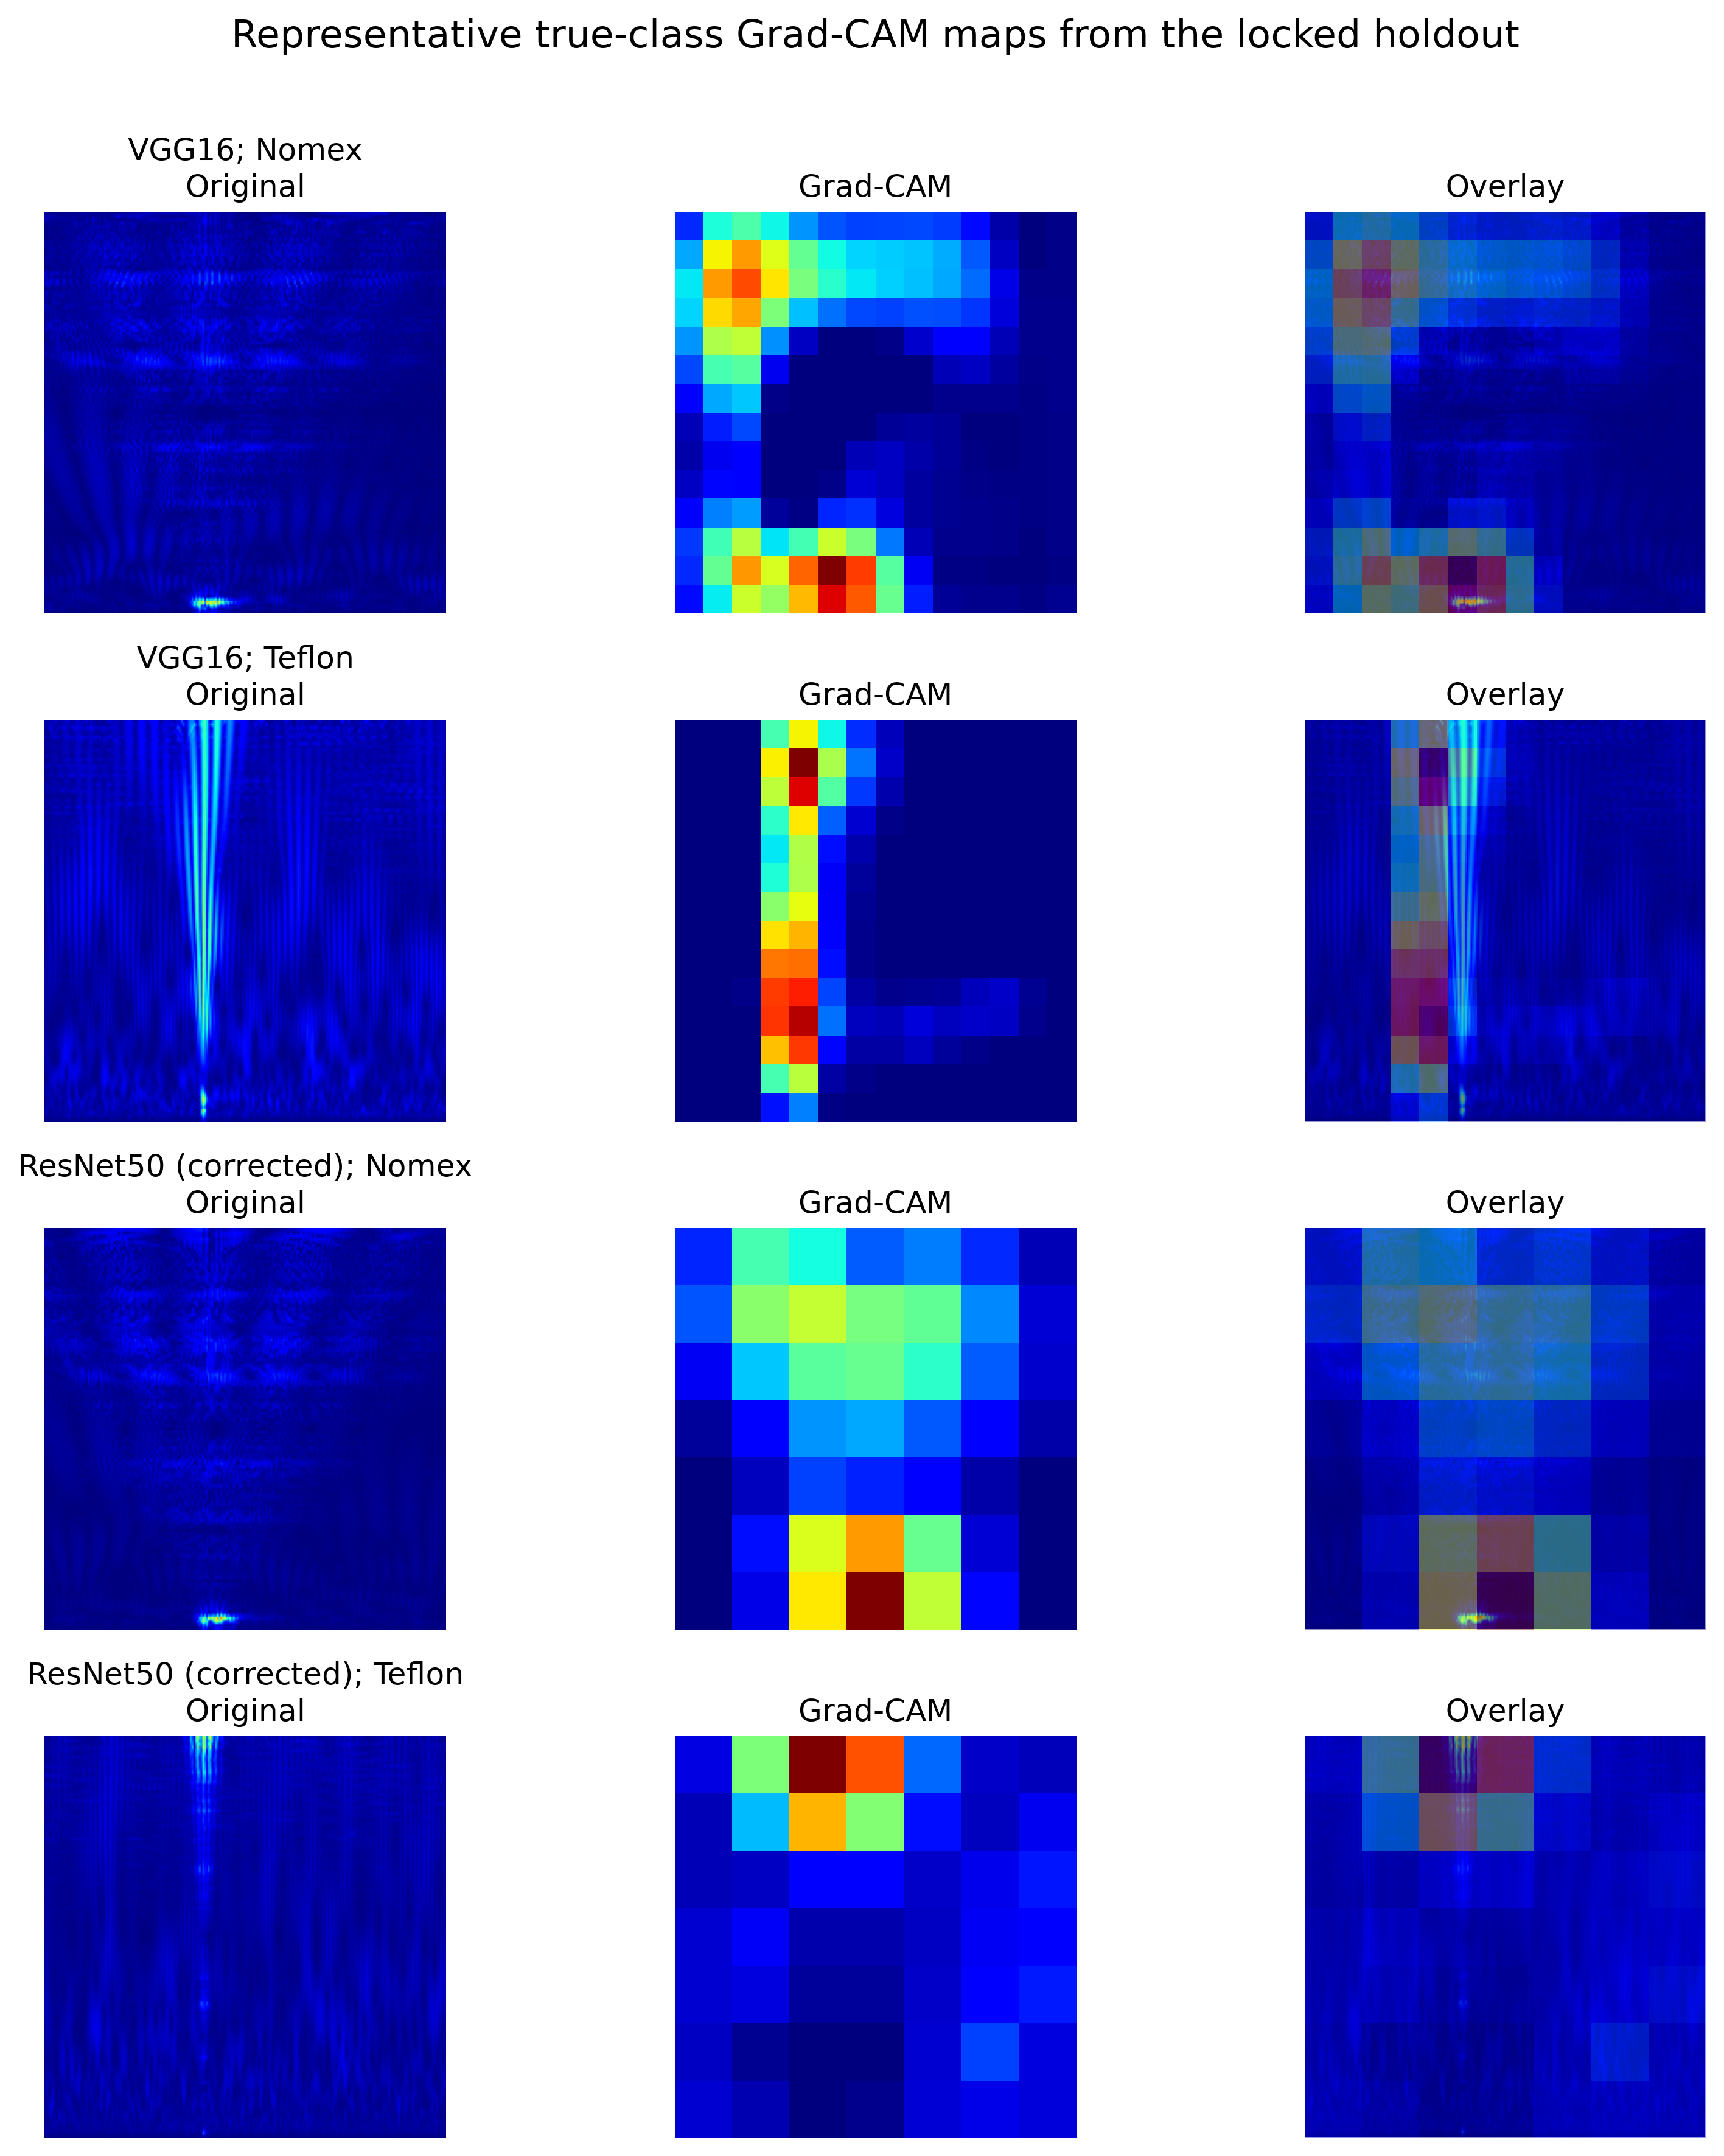 Representative true-class Grad-CAM maps from the locked holdout
VGG16; Nomex
Original
Grad-CAM
Overlay
VGG16; Teflon
Original
Grad-CAM
Overlay
ResNet50 (corrected); Nomex
Original
Grad-CAM
Overlay
ResNet50 (corrected); Teflon
Original
Grad-CAM
Overlay